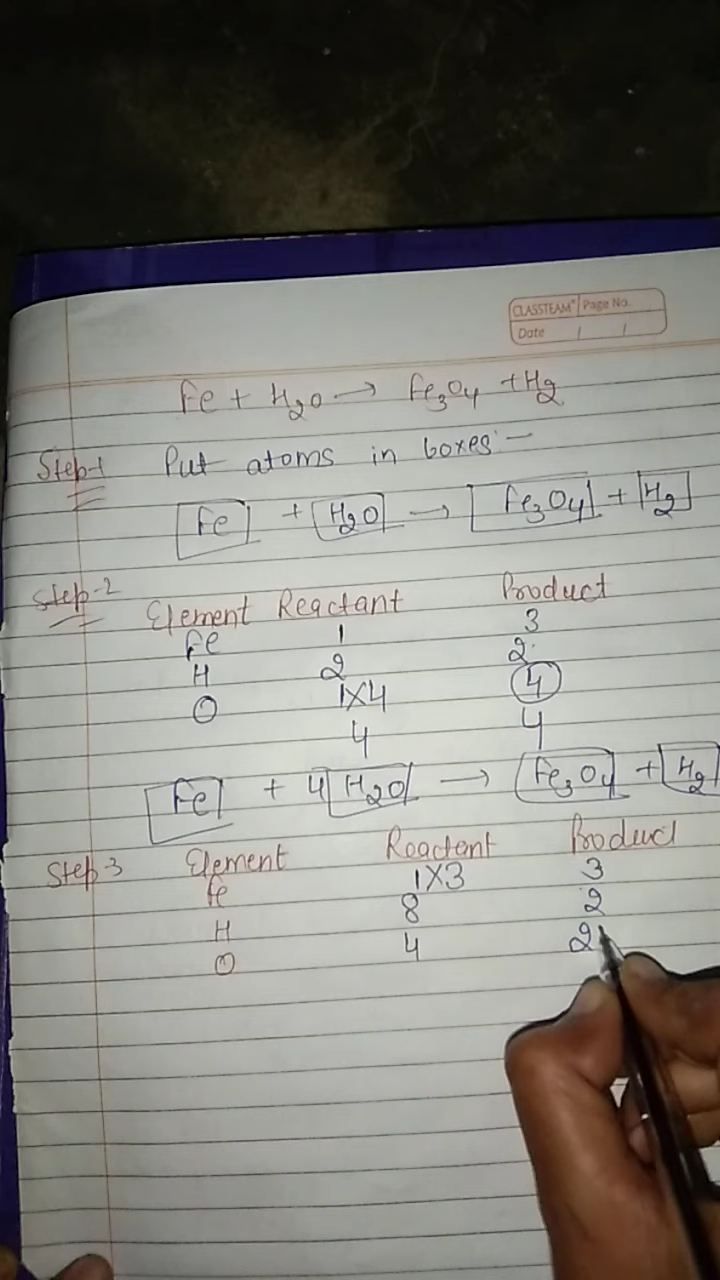 CLASSTEAM Page No.
Date / /
Fe + H₂O → Fe₃O₄ + H₂
Step-1 Put atoms in boxes:-
Fe + H₂O → Fe₃O₄ + H₂
Step-2 Element Reactant Product
Fe 1 3
H 2 2
O 1×4 4
4 4
Fe + 4 H₂O → Fe₃O₄ + H₂
Step 3 Element Reactant Product
Fe 1×3 3
H 8 2
O 4 2